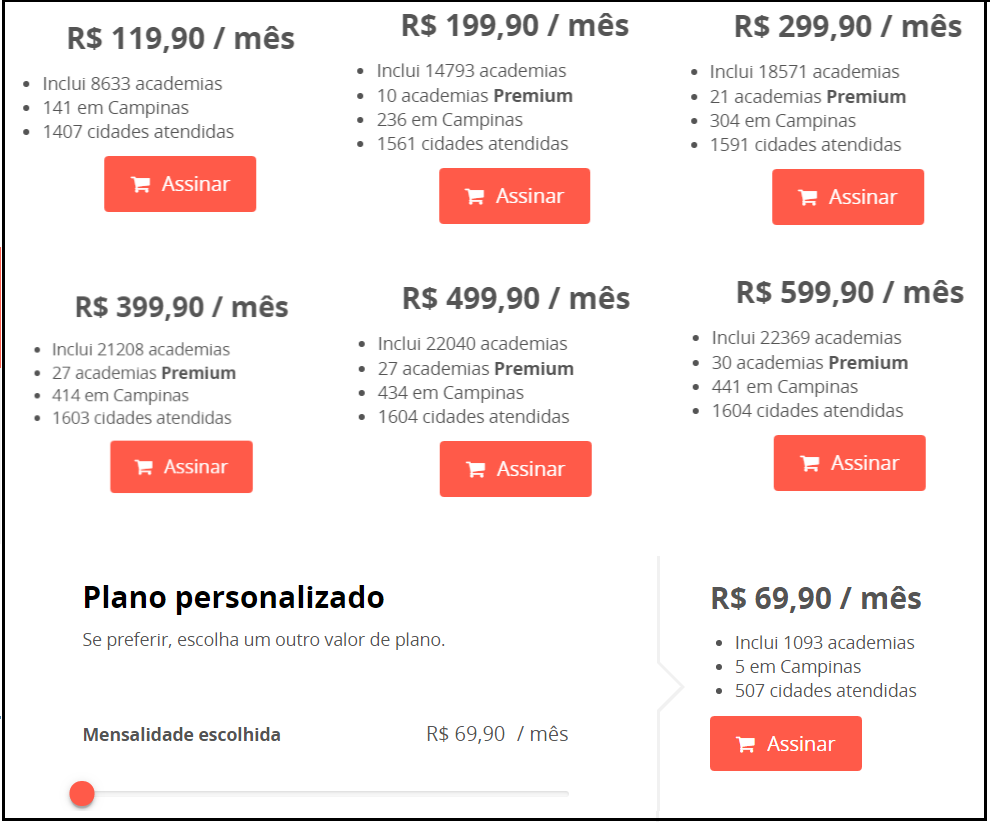 R$ 119,90 / mês
Inclui 8633 academias
141 em Campinas
1407 cidades atendidas
Assinar
R$ 199,90 / mês
Inclui 14793 academias
10 academias Premium
236 em Campinas
1561 cidades atendidas
Assinar
R$ 299,90 / mês
Inclui 18571 academias
21 academias Premium
304 em Campinas
1591 cidades atendidas
Assinar
R$ 399,90 / mês
Inclui 21208 academias
27 academias Premium
414 em Campinas
1603 cidades atendidas
Assinar
R$ 499,90 / mês
Inclui 22040 academias
27 academias Premium
434 em Campinas
1604 cidades atendidas
Assinar
R$ 599,90 / mês
Inclui 22369 academias
30 academias Premium
441 em Campinas
1604 cidades atendidas
Assinar
Plano personalizado
Se preferir, escolha um outro valor de plano.
Mensalidade escolhida R$ 69,90 / mês
R$ 69,90 / mês
Inclui 1093 academias
5 em Campinas
507 cidades atendidas
Assinar